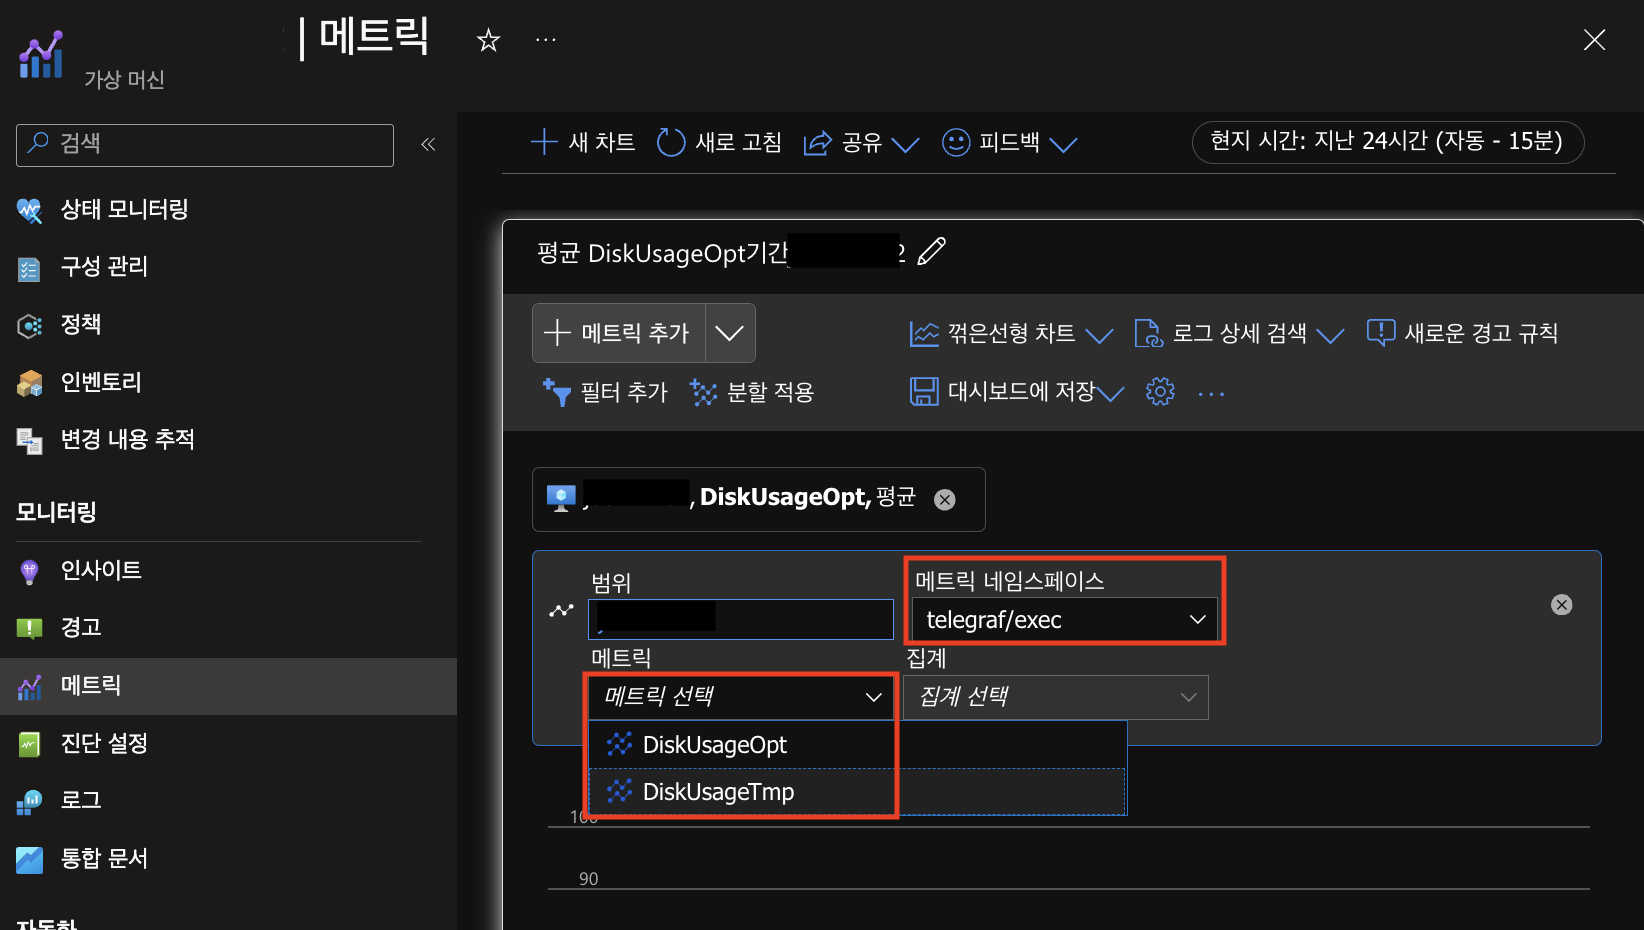 메트릭
가상 머신
검색
상태 모니터링
구성 관리
정책
인벤토리
변경 내용 추적
모니터링
인사이트
경고
메트릭
진단 설정
로그
통합 문서
자동화
새 차트 새로 고침 공유 피드백 현지 시간: 지난 24시간 (자동 - 15분)
평균 DiskUsageOpt기간 2
메트릭 추가 꺾은선형 차트 로그 상세 검색 새로운 경고 규칙
필터 추가 분할 적용 대시보드에 저장
, DiskUsageOpt, 평균
범위 메트릭 네임스페이스
telegraf/exec
메트릭 집계
메트릭 선택 집계 선택
DiskUsageOpt
DiskUsageTmp
100
90